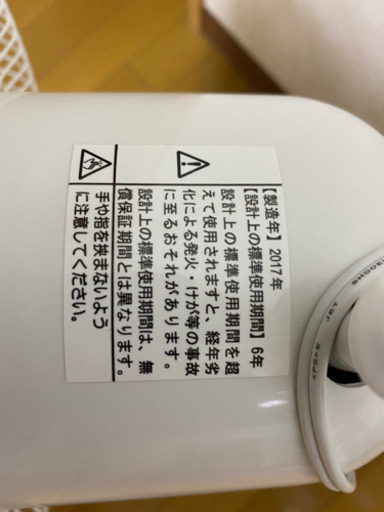 【製造年】2017年
【設計上の標準使用期間】6年
設計上の標準使用期間を超
えて使用されますと、経年劣
化による発火・けが等の事故
に至るおそれがあります。
設計上の標準使用期間は、無
償保証期間とは異なります。
手や指を挟まないよう
に注意してください。
JET